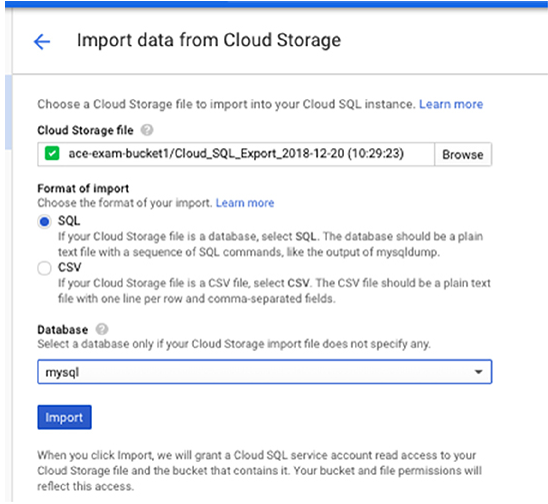 Import data from Cloud Storage
Choose a Cloud Storage file to import into your Cloud SQL instance. Learn more
Cloud Storage file
ace-exam-bucket1/Cloud_SQL_Export_2018-12-20 (10:29:23) Browse
Format of import
Choose the format of your import. Learn more
SQL
If your Cloud Storage file is a database, select SQL. The database should be a plain
text file with a sequence of SQL commands, like the output of mysqldump.
CSV
If your Cloud Storage file is a CSV file, select CSV. The CSV file should be a plain text
file with one line per row and comma-separated fields.
Database
Select a database only if your Cloud Storage import file does not specify any.
mysql
Import
When you click Import, we will grant a Cloud SQL service account read access to your
Cloud Storage file and the bucket that contains it. Your bucket and file permissions will
reflect this access.